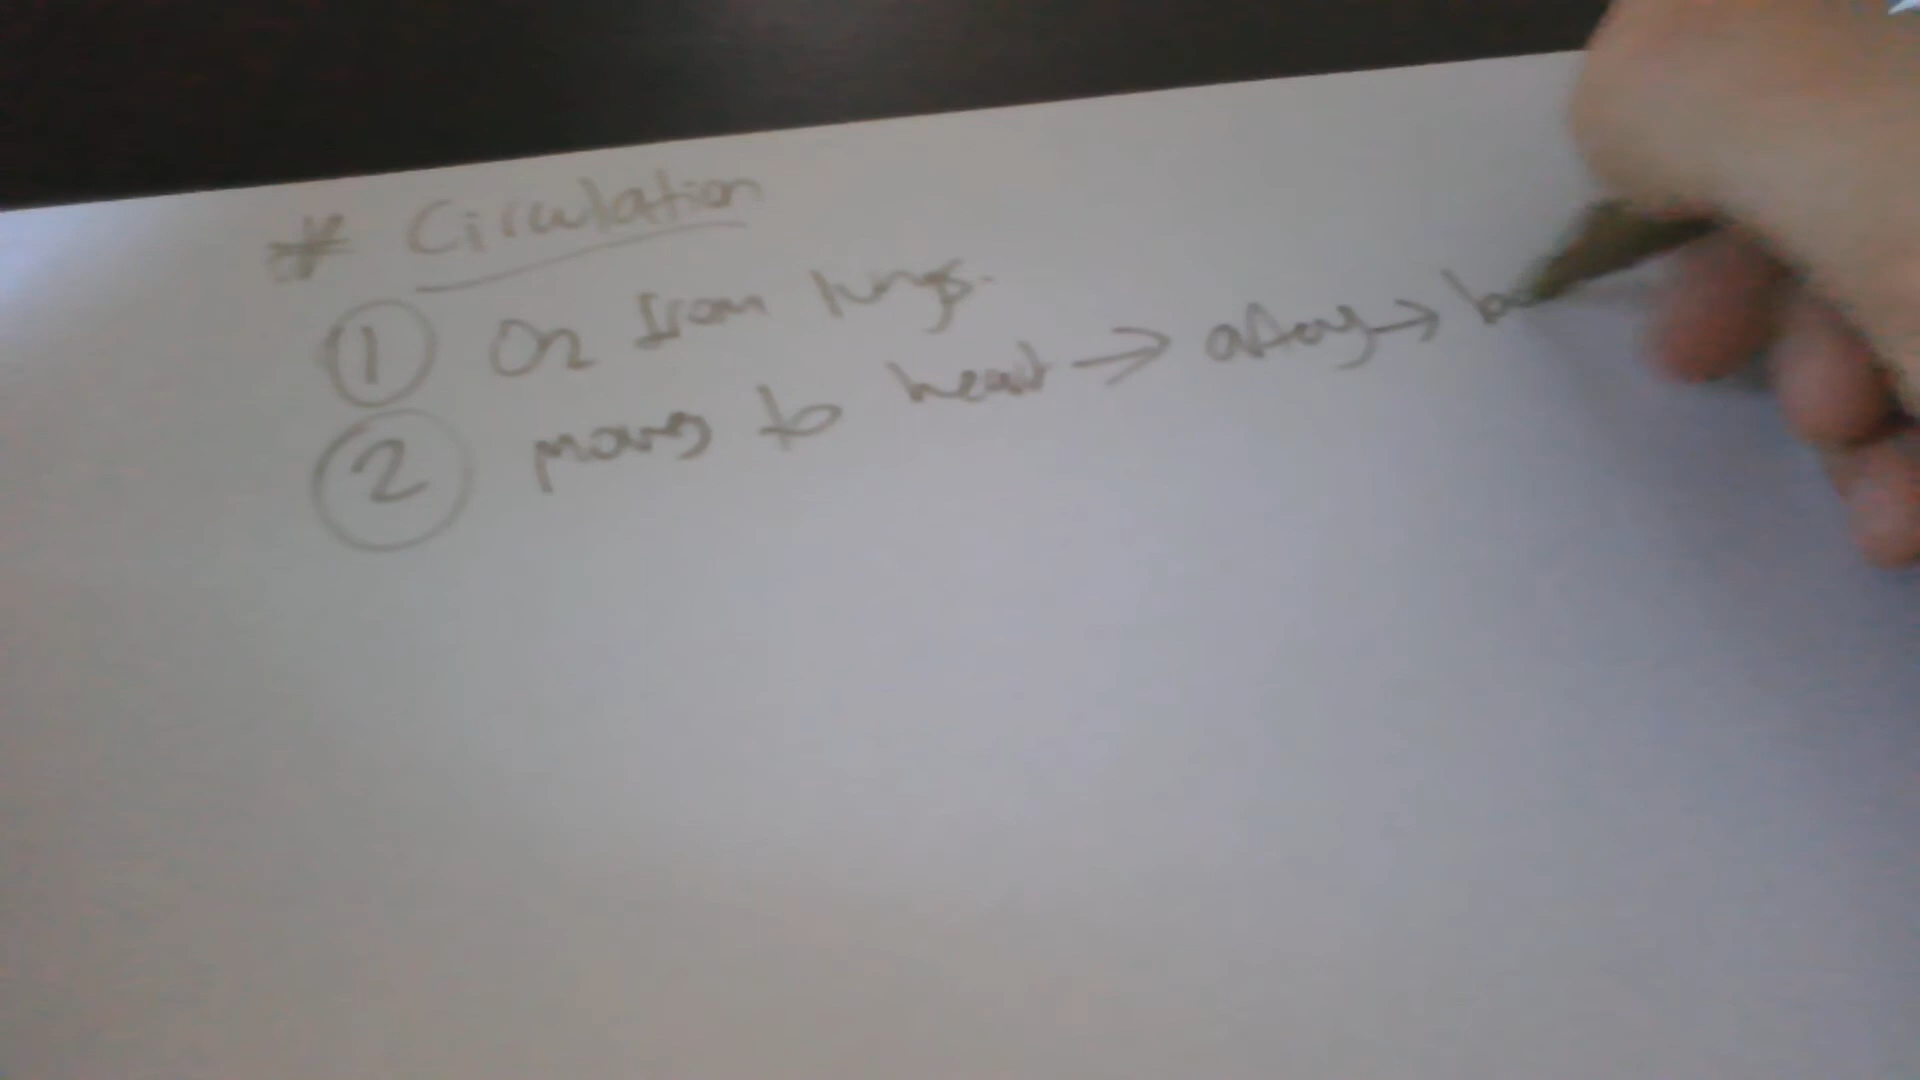 * Circulation
① O2 from lungs.
② moves to heart → artery →